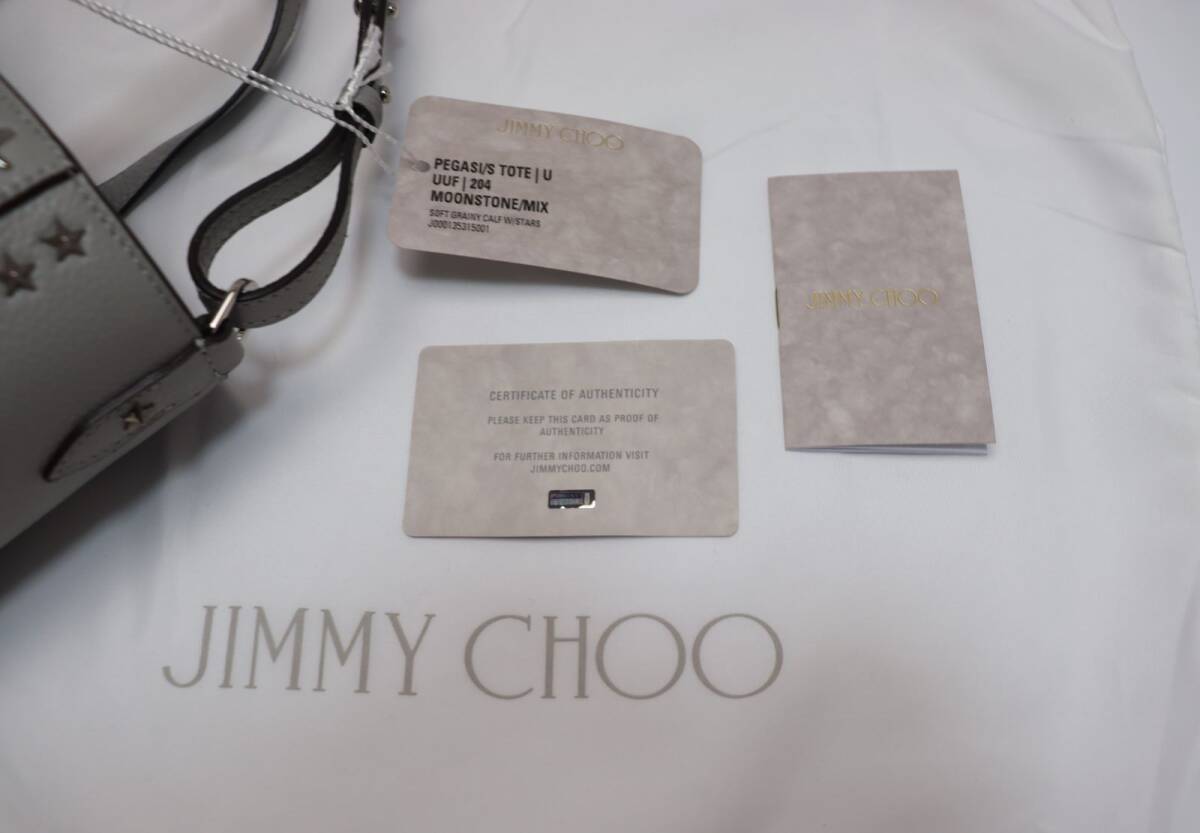 JIMMY CHOO
PEGASI/S TOTE | U
UUF | 204
MOONSTONE/MIX
SOFT GRAINY CALF W/STARS
J000125315001
JIMMY CHOO
CERTIFICATE OF AUTHENTICITY
PLEASE KEEP THIS CARD AS PROOF OF
AUTHENTICITY
FOR FURTHER INFORMATION VISIT
JIMMYCHOO.COM
JIMMY CHOO